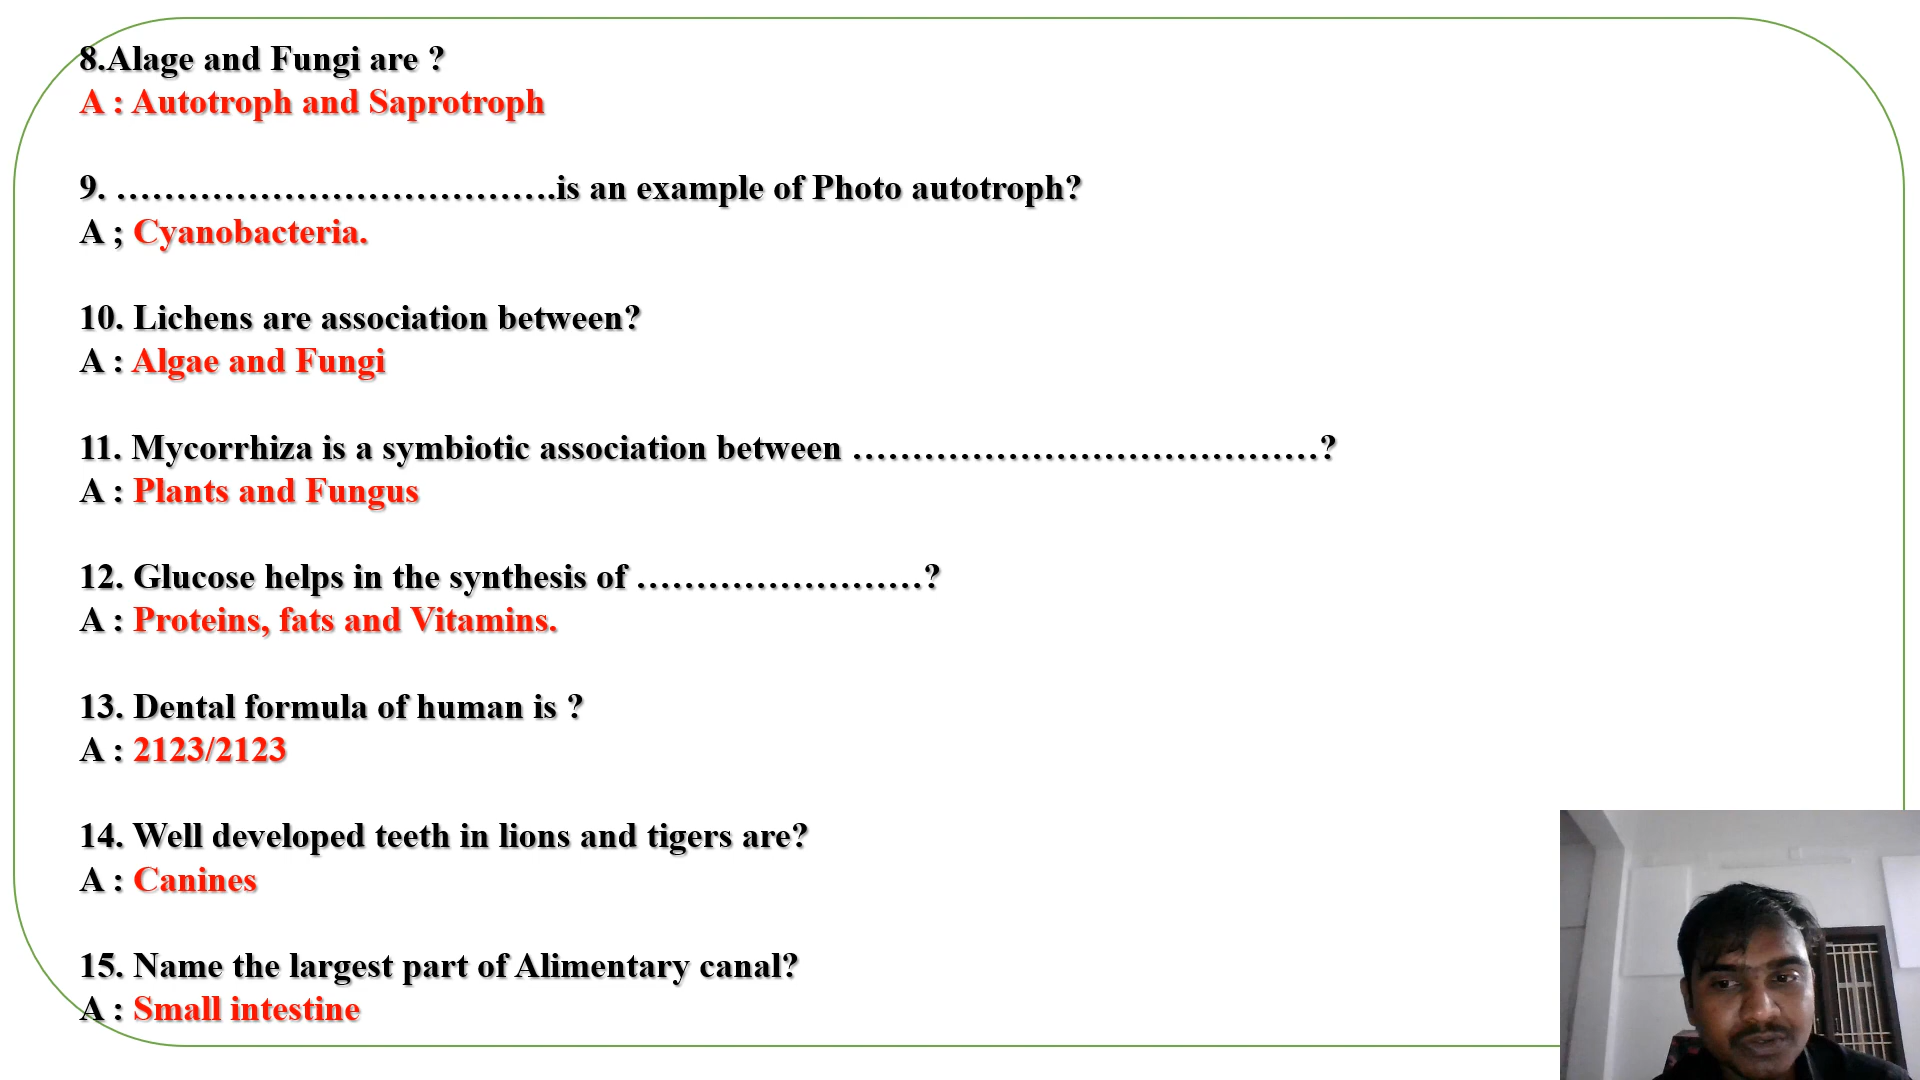 8.Alage and Fungi are ?
A : Autotroph and Saprotroph
9. ……………………………….is an example of Photo autotroph?
A ; Cyanobacteria.
10. Lichens are association between?
A : Algae and Fungi
11. Mycorrhiza is a symbiotic association between …………………………………?
A : Plants and Fungus
12. Glucose helps in the synthesis of ……………………?
A : Proteins, fats and Vitamins.
13. Dental formula of human is ?
A : 2123/2123
14. Well developed teeth in lions and tigers are?
A : Canines
15. Name the largest part of Alimentary canal?
A : Small intestine